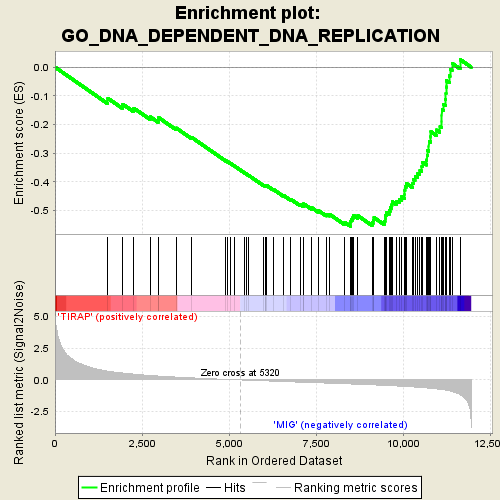 Enrichment plot:
GO_DNA_DEPENDENT_DNA_REPLICATION
Enrichment score (ES)
0.0
-0.1
-0.2
-0.3
-0.4
-0.5
Ranked list metric (Signal2Noise)
5.0
2.5
0.0
-2.5
'TIRAP' (positively correlated)
Zero cross at 5320
'MIG' (negatively correlated)
0
2,500
5,000
7,500
10,000
12,500
Rank in Ordered Dataset
Enrichment profile
Hits
Ranking metric scores